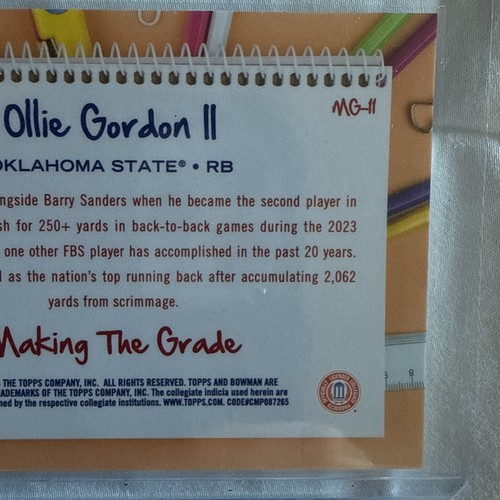 MG-11
Ollie Gordon II
OKLAHOMA STATE® • RB
ngside Barry Sanders when he became the second player in
sh for 250+ yards in back-to-back games during the 2023
one other FBS player has accomplished in the past 20 years.
d as the nation's top running back after accumulating 2,062
yards from scrimmage.
Making The Grade
THE TOPPS COMPANY, INC. ALL RIGHTS RESERVED. TOPPS AND BOWMAN ARE
ADEMARKS OF THE TOPPS COMPANY, INC. The collegiate indicia used herein are
ned by the respective collegiate institutions. WWW.TOPPS.COM. CODE#CMP087265